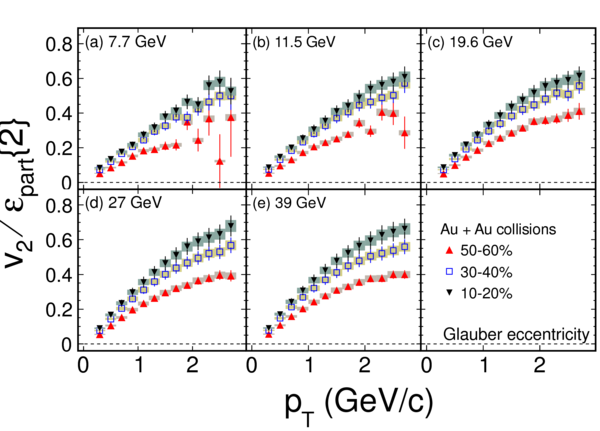 (a) 7.7 GeV
(b) 11.5 GeV
(c) 19.6 GeV
0.8
0.6
0.4
0.2
0
(d) 27 GeV
(e) 39 GeV
0.8
0.6
0.4
0.2
0
Au + Au collisions
50-60%
30-40%
10-20%
Glauber eccentricity
0 1 2 0 1 2 0 1 2 3
v2 / εpart{2}
pT (GeV/c)